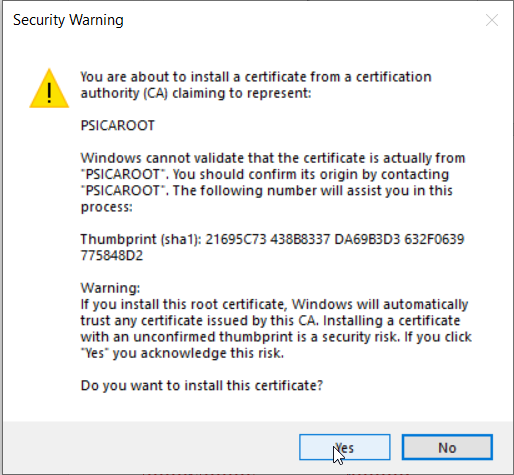 Security Warning
You are about to install a certificate from a certification
authority (CA) claiming to represent:
PSICAROOT
Windows cannot validate that the certificate is actually from
"PSICAROOT". You should confirm its origin by contacting
"PSICAROOT". The following number will assist you in this
process:
Thumbprint (sha1): 21695C73 438B8337 DA69B3D3 632F0639
775848D2
Warning:
If you install this root certificate, Windows will automatically
trust any certificate issued by this CA. Installing a certificate
with an unconfirmed thumbprint is a security risk. If you click
"Yes" you acknowledge this risk.
Do you want to install this certificate?
Yes
No